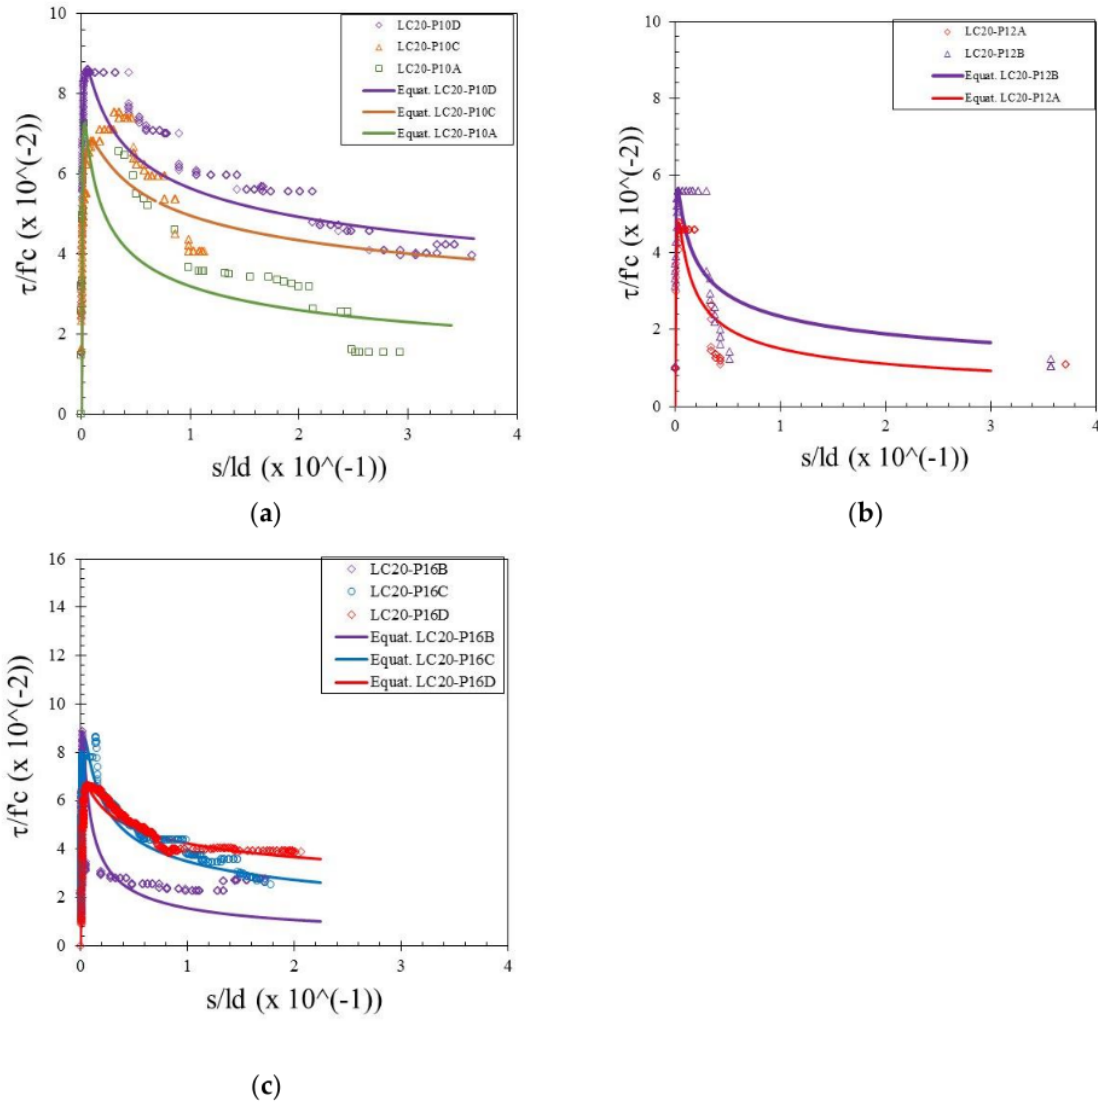 10
8
6
4
2
0
τ/f'c (x 10^(-2))
LC20-P10D
LC20-P10C
LC20-P10A
Equat. LC20-P10D
Equat. LC20-P10C
Equat. LC20-P10A
0 1 2 3 4
s/ld (x 10^(-1))
(a)
10
8
6
4
2
0
τ/f'c (x 10^(-2))
LC20-P12A
LC20-P12B
Equat. LC20-P12B
Equat. LC20-P12A
0 1 2 3 4
s/ld (x 10^(-1))
(b)
16
14
12
10
8
6
4
2
0
τ/f'c (x 10^(-2))
LC20-P16B
LC20-P16C
LC20-P16D
Equat. LC20-P16B
Equat. LC20-P16C
Equat. LC20-P16D
0 1 2 3 4
s/ld (x 10^(-1))
(c)